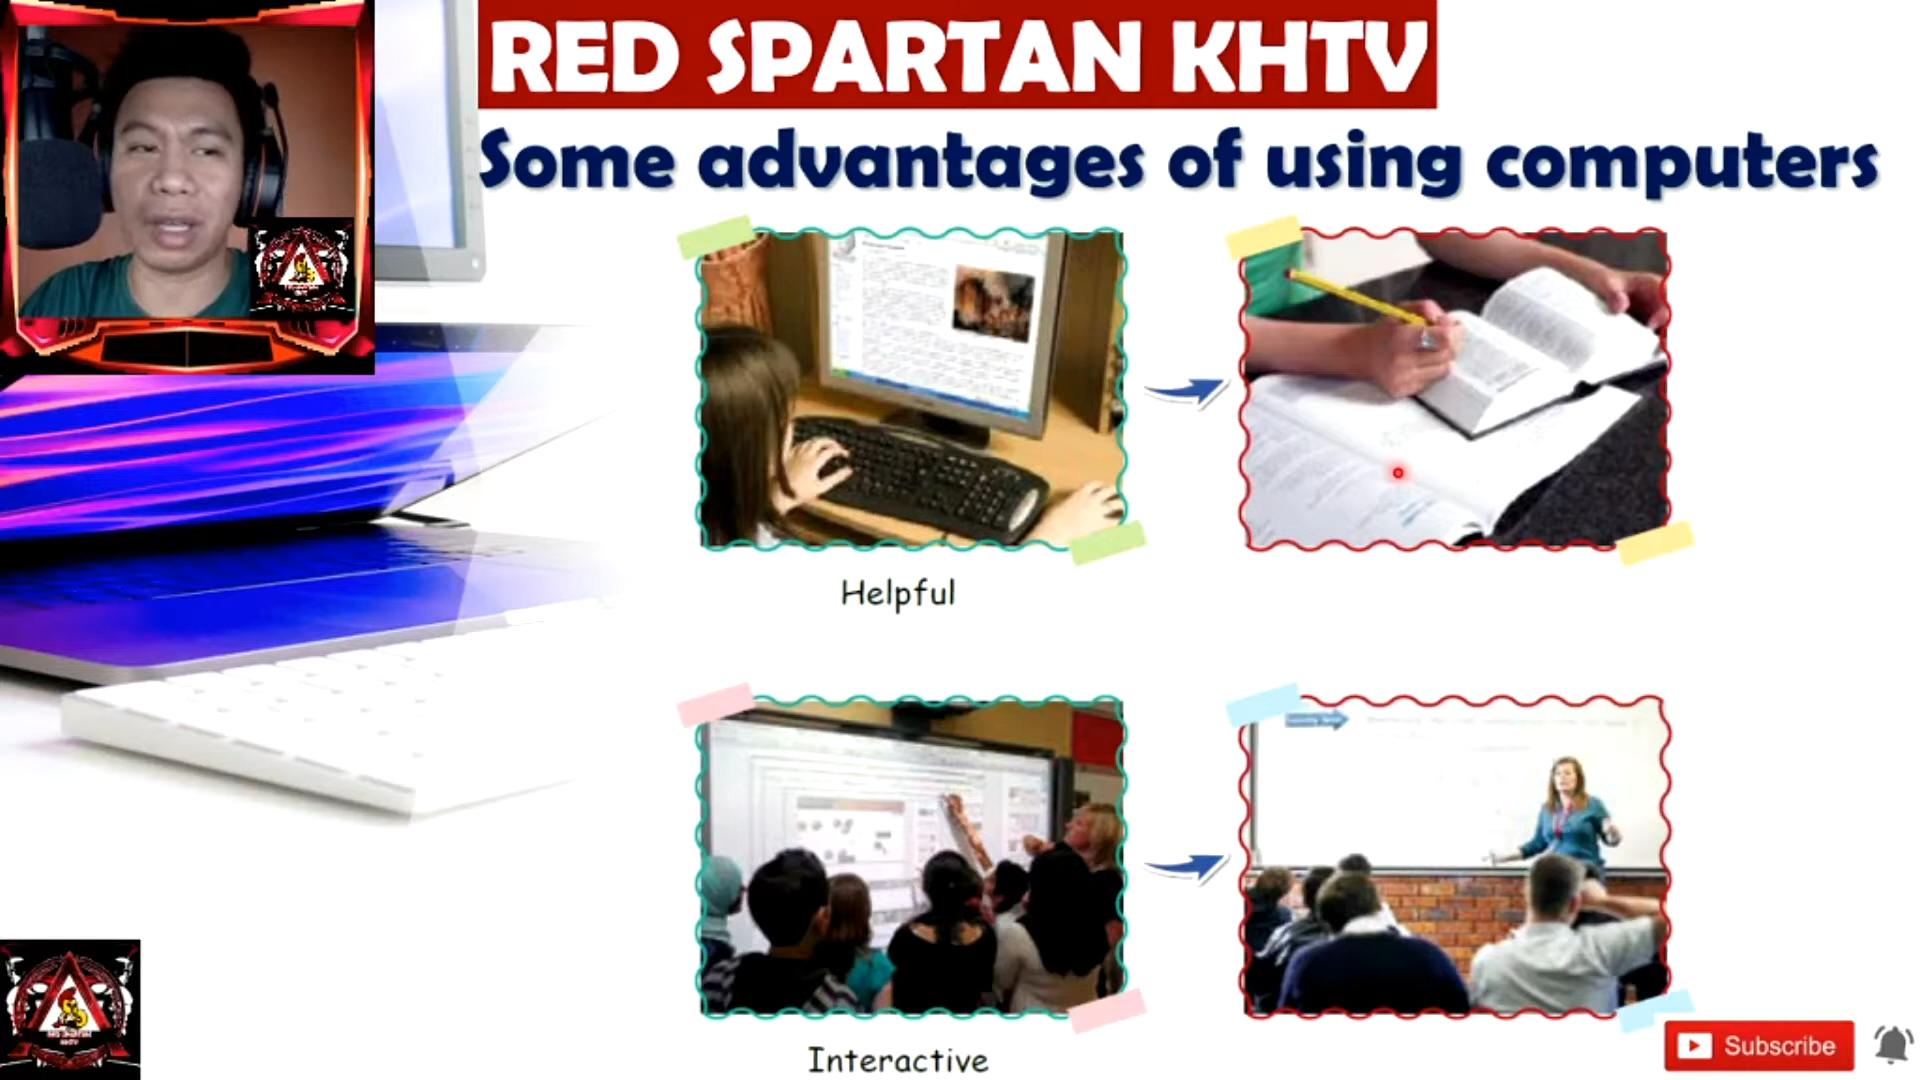 RED SPARTAN KHTV
Some advantages of using computers
Helpful
Interactive
Subscribe